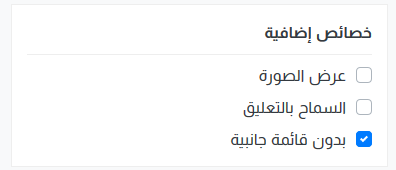 خصائص إضافية
عرض الصورة
السماح بالتعليق
بدون قائمة جانبية